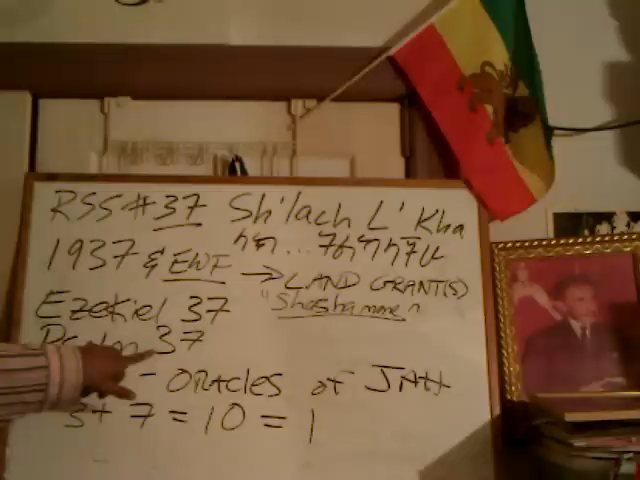 RSS # 37 Sh'lach L' Kha
1937 & EWF → LAND GRANT(S)
Ezekiel 37 "Shashamane"
Psalm 37
- ORACLES of JAH
3 + 7 = 10 = 1